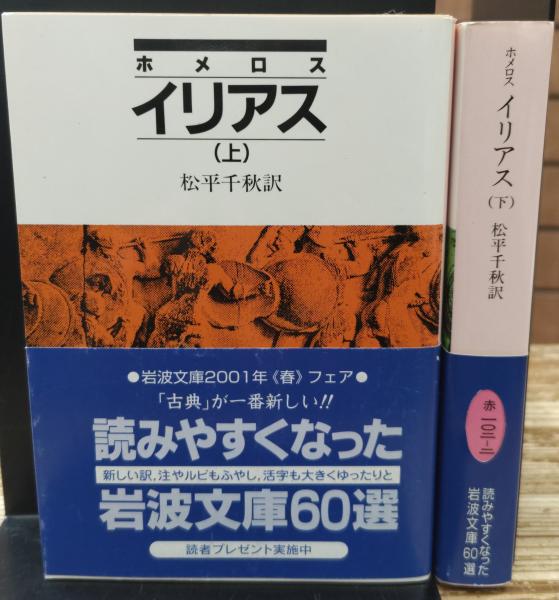 ホメロス
イリアス
(上)
松平千秋訳
●岩波文庫2001年《春》フェア●
「古典」が一番新しい!!
読みやすくなった
新しい訳,注やルビもふやし,活字も大きくゆったりと
岩波文庫60選
読者プレゼント実施中
ホメロス イリアス (下) 松平千秋訳
赤 一〇二-二
読みやすくなった
岩波文庫60選